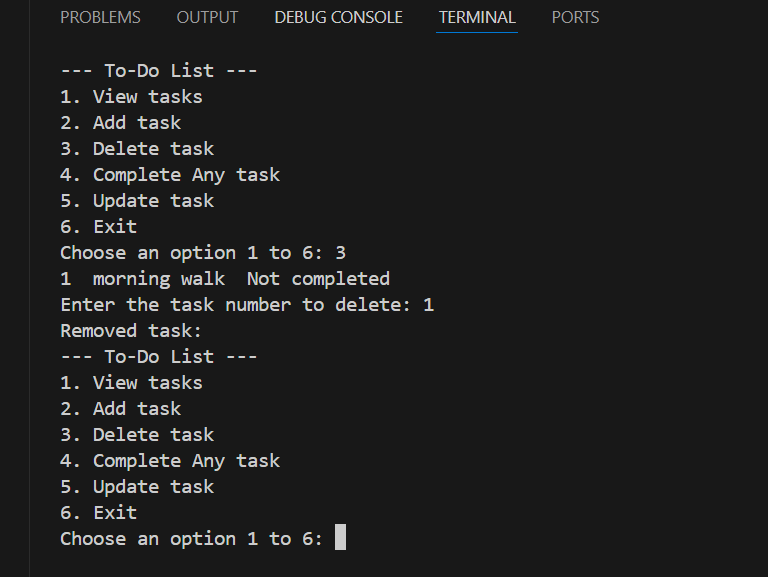 PROBLEMS OUTPUT DEBUG CONSOLE TERMINAL PORTS
--- To-Do List ---
1. View tasks
2. Add task
3. Delete task
4. Complete Any task
5. Update task
6. Exit
Choose an option 1 to 6: 3
1  morning walk  Not completed
Enter the task number to delete: 1
Removed task:
--- To-Do List ---
1. View tasks
2. Add task
3. Delete task
4. Complete Any task
5. Update task
6. Exit
Choose an option 1 to 6: